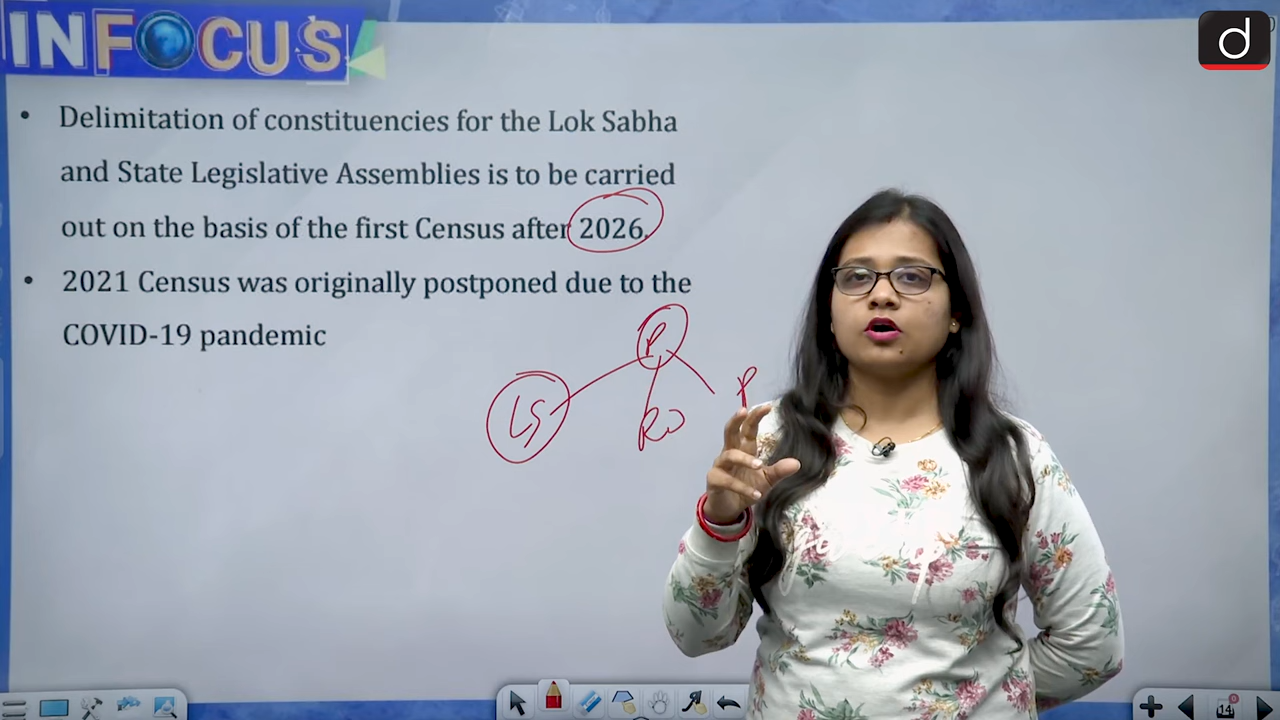 INFOCUS
d
• Delimitation of constituencies for the Lok Sabha
and State Legislative Assemblies is to be carried
out on the basis of the first Census after 2026.
• 2021 Census was originally postponed due to the
COVID-19 pandemic
P
LS
P
14